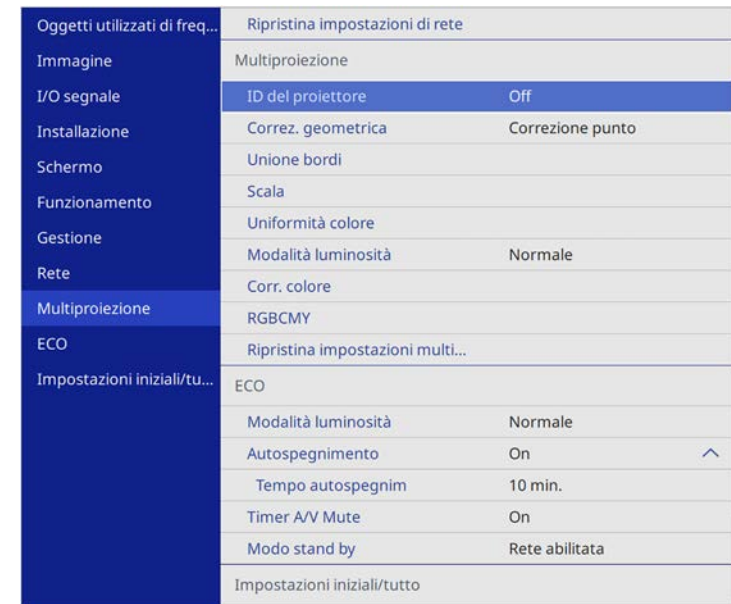 Oggetti utilizzati di freq...
Immagine
I/O segnale
Installazione
Schermo
Funzionamento
Gestione
Rete
Multiproiezione
ECO
Impostazioni iniziali/tu...
Ripristina impostazioni di rete
Multiproiezione
ID del proiettore Off
Correz. geometrica Correzione punto
Unione bordi
Scala
Uniformità colore
Modalità luminosità Normale
Corr. colore
RGBCMY
Ripristina impostazioni multi...
ECO
Modalità luminosità Normale
Autospegnimento On
Tempo autospegnim 10 min.
Timer A/V Mute On
Modo stand by Rete abilitata
Impostazioni iniziali/tutto